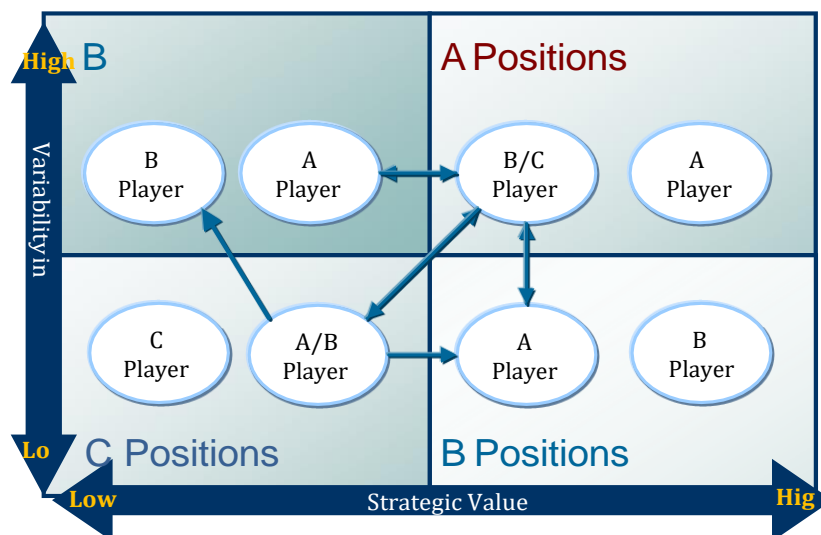 High
B
A Positions
B
Player
A
Player
B/C
Player
A
Player
Variability in
C
Player
A/B
Player
A
Player
B
Player
Lo
C Positions
B Positions
Low
Strategic Value
Hig